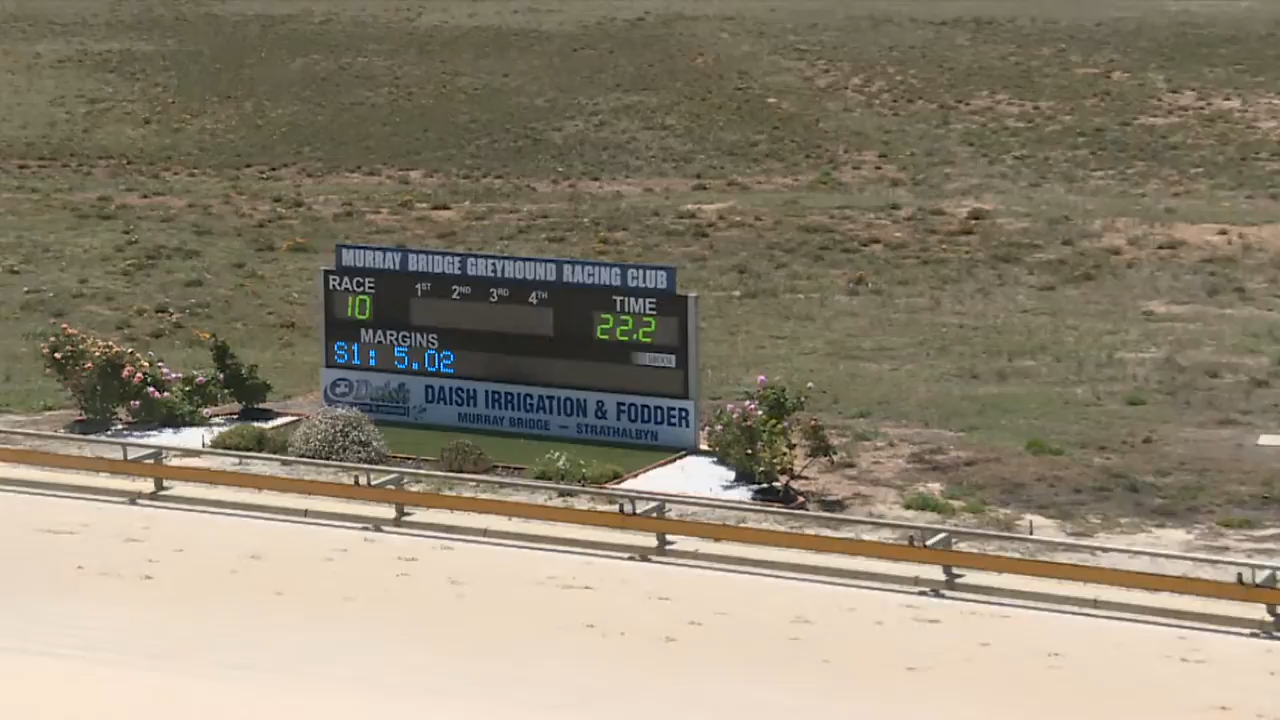 MURRAY BRIDGE GREYHOUND RACING CLUB
RACE 1ST 2ND 3RD 4TH TIME
10 22.2
MARGINS
S1: 5.02
Daish DAISH IRRIGATION & FODDER
MURRAY BRIDGE — STRATHALBYN